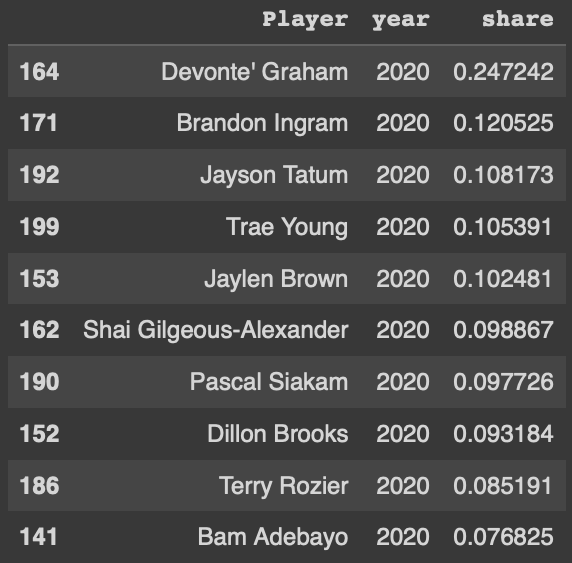 Player year share
164 Devonte' Graham 2020 0.247242
171 Brandon Ingram 2020 0.120525
192 Jayson Tatum 2020 0.108173
199 Trae Young 2020 0.105391
153 Jaylen Brown 2020 0.102481
162 Shai Gilgeous-Alexander 2020 0.098867
190 Pascal Siakam 2020 0.097726
152 Dillon Brooks 2020 0.093184
186 Terry Rozier 2020 0.085191
141 Bam Adebayo 2020 0.076825